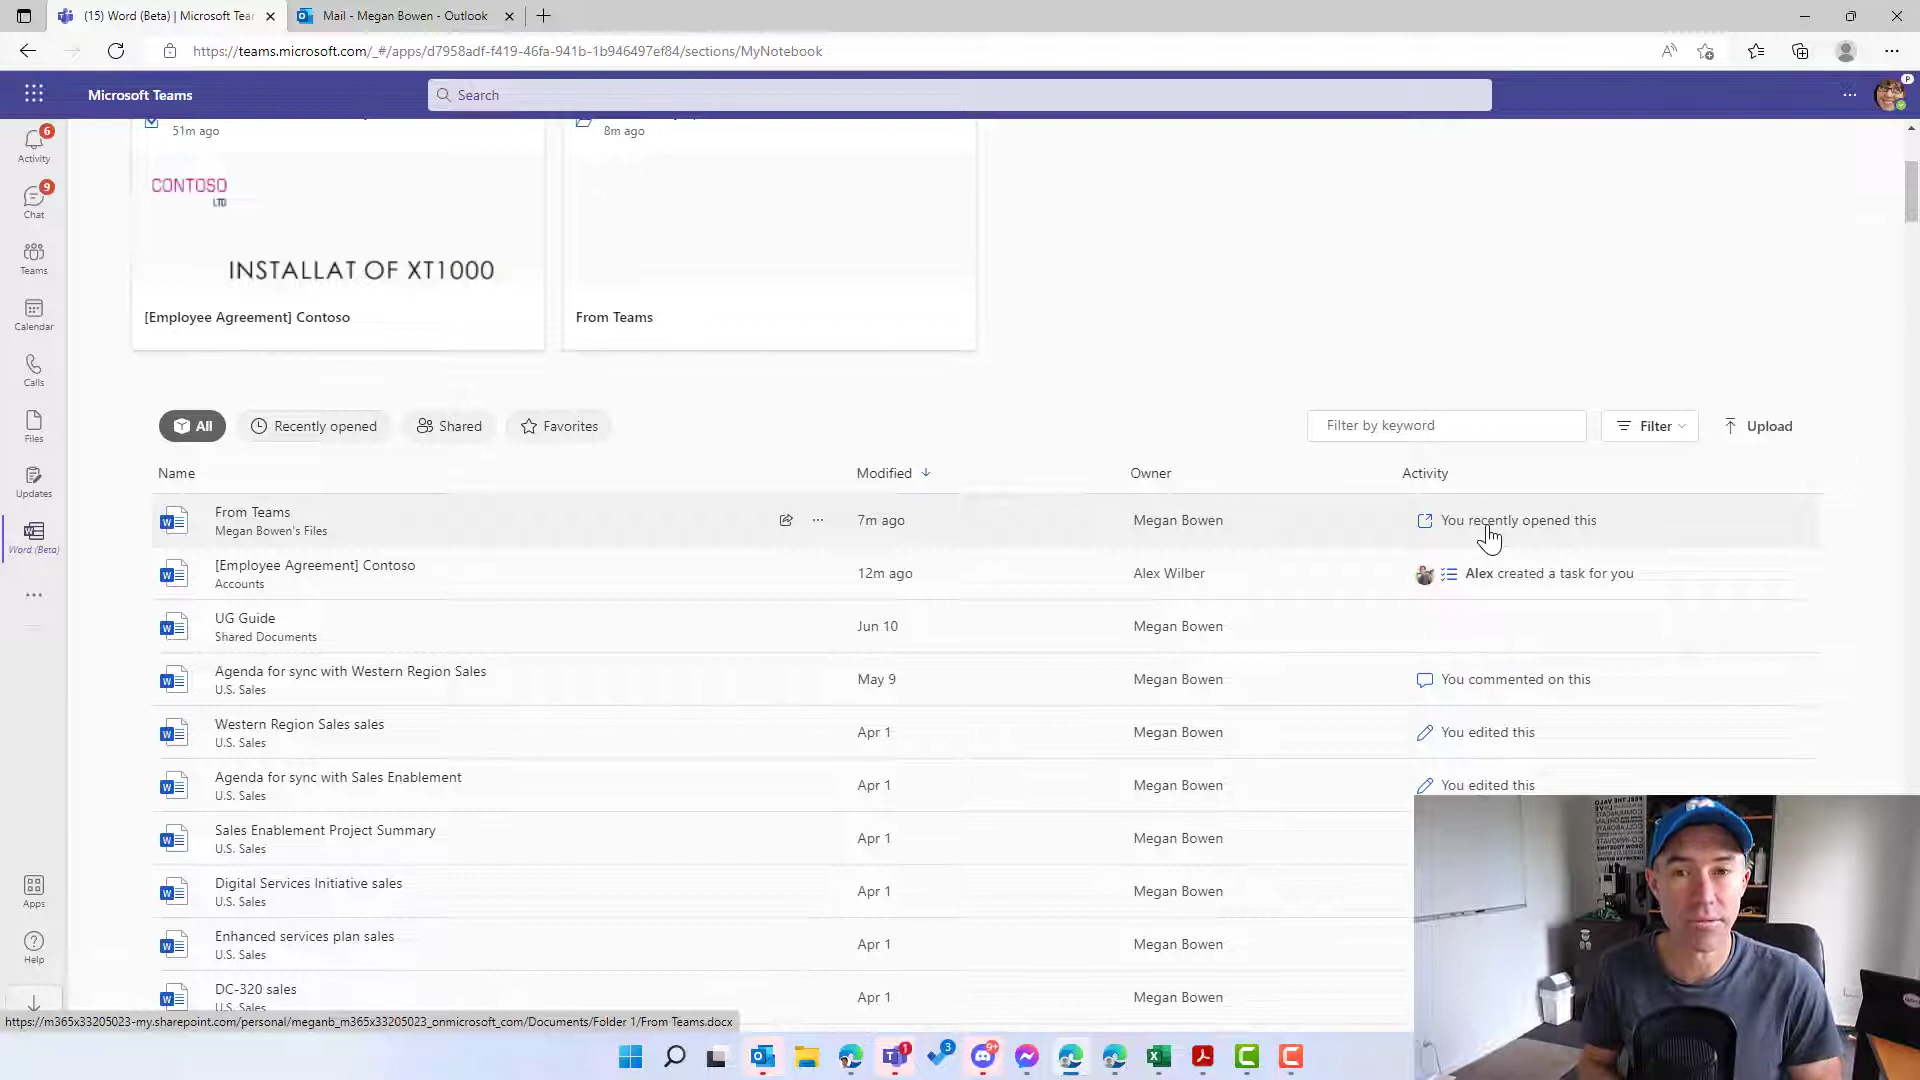 (15) Word (Beta) | Microsoft Tear
Mail - Megan Bowen - Outlook
https://teams.microsoft.com/_#/apps/d7958adf-f419-46fa-941b-1b946497ef84/sections/MyNotebook
Microsoft Teams
Search
P
6
Activity
9
Chat
Teams
Calendar
Calls
Files
Updates
Word (Beta)
Apps
Help
51m ago
8m ago
CONTOSO
LTD
INSTALLAT OF XT1000
[Employee Agreement] Contoso
From Teams
All
Recently opened
Shared
Favorites
Filter by keyword
Filter
Upload
Name
Modified
Owner
Activity
From Teams
Megan Bowen's Files
7m ago
Megan Bowen
You recently opened this
[Employee Agreement] Contoso
Accounts
12m ago
Alex Wilber
Alex created a task for you
UG Guide
Shared Documents
Jun 10
Megan Bowen
Agenda for sync with Western Region Sales
U.S. Sales
May 9
Megan Bowen
You commented on this
Western Region Sales sales
U.S. Sales
Apr 1
Megan Bowen
You edited this
Agenda for sync with Sales Enablement
U.S. Sales
Apr 1
Megan Bowen
You edited this
Sales Enablement Project Summary
U.S. Sales
Apr 1
Megan Bowen
Digital Services Initiative sales
U.S. Sales
Apr 1
Megan Bowen
Enhanced services plan sales
U.S. Sales
Apr 1
Megan Bowen
DC-320 sales
U.S. Sales
Apr 1
Megan Bowen
https://m365x33205023-my.sharepoint.com/personal/meganb_m365x33205023_onmicrosoft_com/Documents/Folder 1/From Teams.docx
1
3
9+